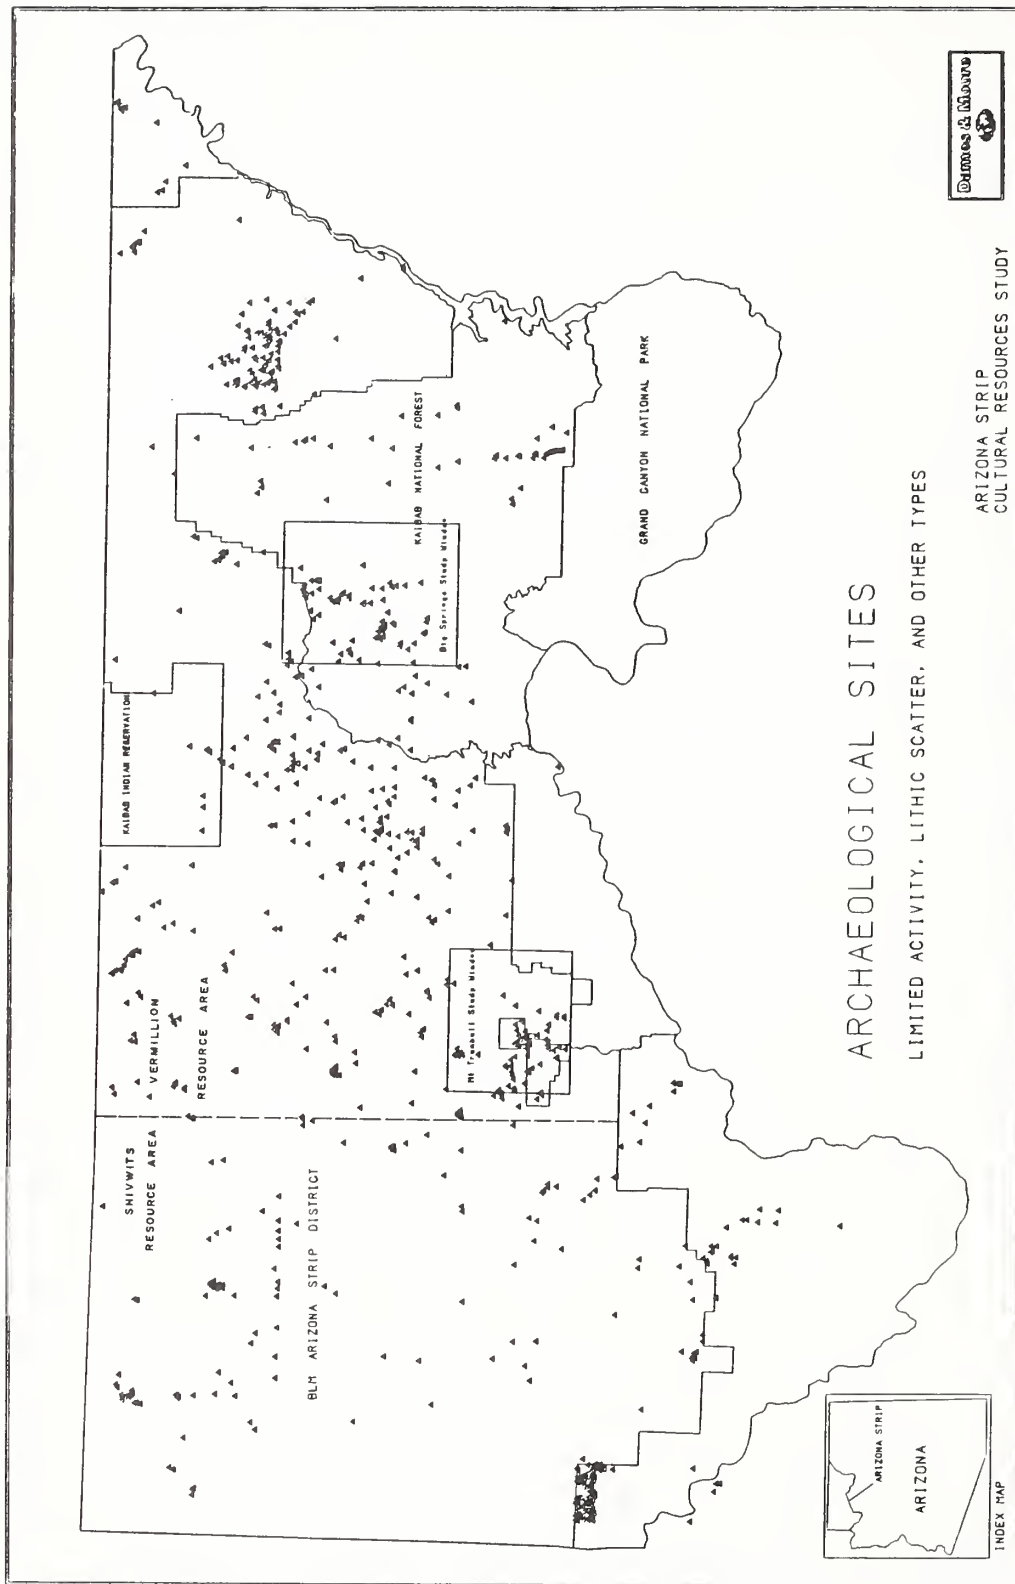 SHIVWITS
RESOURCE AREA
VERMILLION
RESOURCE AREA
KAIBAB INDIAN RESERVATION
BLM ARIZONA STRIP DISTRICT
Mt Trumbull Study Window
Big Springs Study Window
KAIBAB NATIONAL FOREST
GRAND CANYON NATIONAL PARK
ARCHAEOLOGICAL SITES
LIMITED ACTIVITY, LITHIC SCATTER, AND OTHER TYPES
ARIZONA STRIP
ARIZONA
INDEX MAP
ARIZONA STRIP
CULTURAL RESOURCES STUDY
Dames & Moore